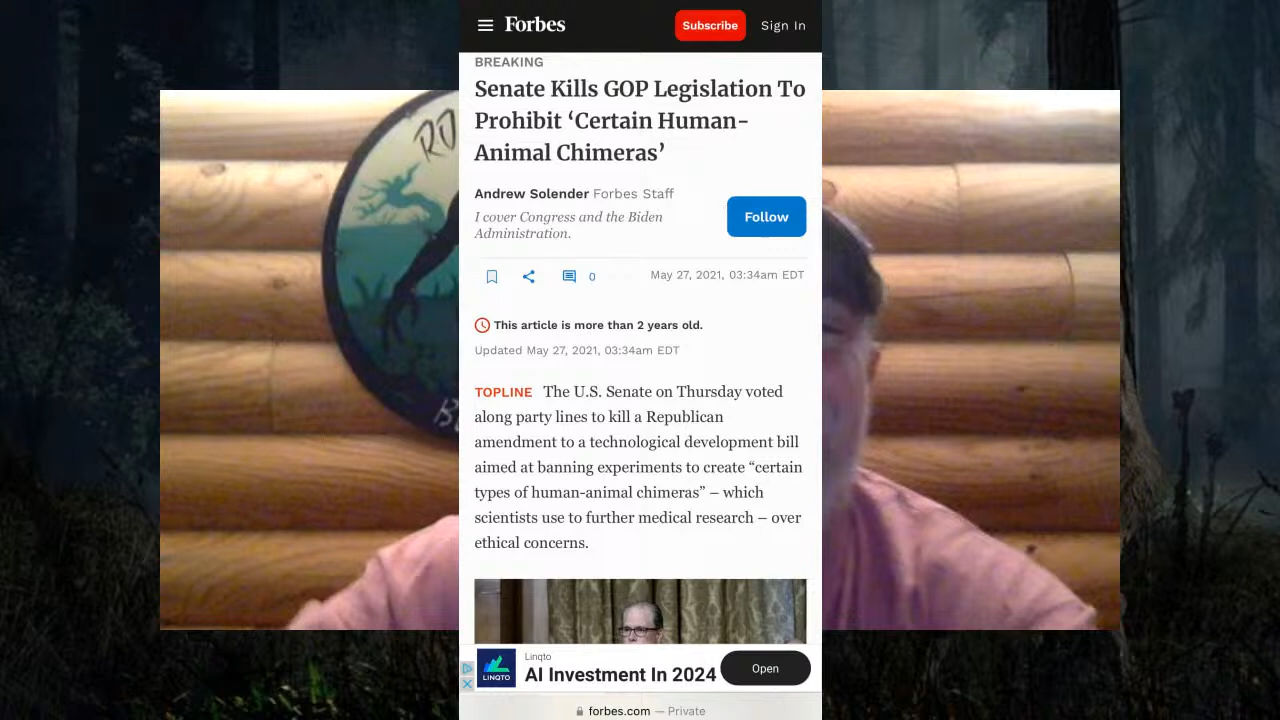 Forbes
Subscribe
Sign In
BREAKING
Senate Kills GOP Legislation To
Prohibit ‘Certain Human-
Animal Chimeras’
Andrew Solender Forbes Staff
I cover Congress and the Biden
Administration.
Follow
0
May 27, 2021, 03:34am EDT
This article is more than 2 years old.
Updated May 27, 2021, 03:34am EDT
TOPLINE The U.S. Senate on Thursday voted
along party lines to kill a Republican
amendment to a technological development bill
aimed at banning experiments to create “certain
types of human-animal chimeras” – which
scientists use to further medical research – over
ethical concerns.
LINQTO
Linqto
AI Investment In 2024
Open
forbes.com — Private